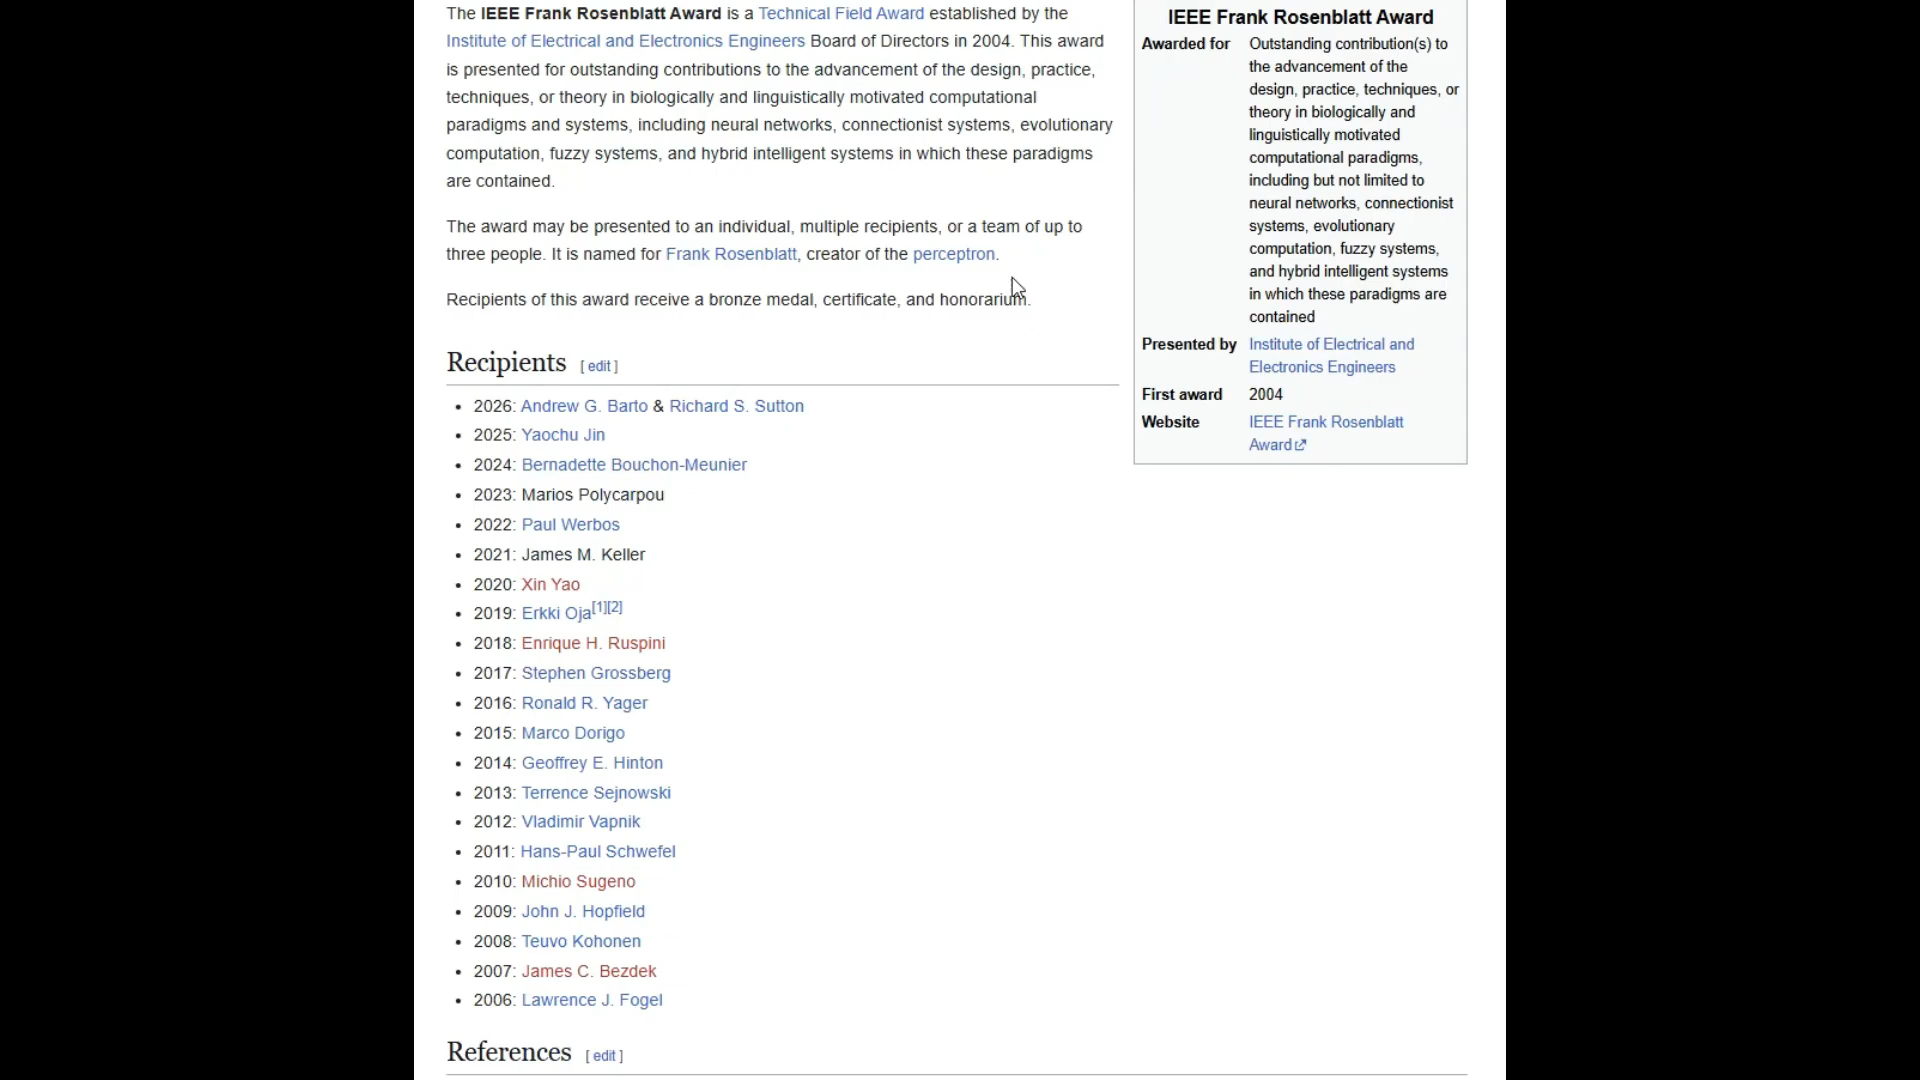 The IEEE Frank Rosenblatt Award is a Technical Field Award established by the
Institute of Electrical and Electronics Engineers Board of Directors in 2004. This award
is presented for outstanding contributions to the advancement of the design, practice,
techniques, or theory in biologically and linguistically motivated computational
paradigms and systems, including neural networks, connectionist systems, evolutionary
computation, fuzzy systems, and hybrid intelligent systems in which these paradigms
are contained.
The award may be presented to an individual, multiple recipients, or a team of up to
three people. It is named for Frank Rosenblatt, creator of the perceptron.
Recipients of this award receive a bronze medal, certificate, and honorarium.
IEEE Frank Rosenblatt Award
Awarded for Outstanding contribution(s) to
the advancement of the
design, practice, techniques, or
theory in biologically and
linguistically motivated
computational paradigms,
including but not limited to
neural networks, connectionist
systems, evolutionary
computation, fuzzy systems,
and hybrid intelligent systems
in which these paradigms are
contained
Presented by Institute of Electrical and
Electronics Engineers
First award 2004
Website IEEE Frank Rosenblatt
Award
Recipients [ edit ]
• 2026: Andrew G. Barto & Richard S. Sutton
• 2025: Yaochu Jin
• 2024: Bernadette Bouchon-Meunier
• 2023: Marios Polycarpou
• 2022: Paul Werbos
• 2021: James M. Keller
• 2020: Xin Yao
• 2019: Erkki Oja[1][2]
• 2018: Enrique H. Ruspini
• 2017: Stephen Grossberg
• 2016: Ronald R. Yager
• 2015: Marco Dorigo
• 2014: Geoffrey E. Hinton
• 2013: Terrence Sejnowski
• 2012: Vladimir Vapnik
• 2011: Hans-Paul Schwefel
• 2010: Michio Sugeno
• 2009: John J. Hopfield
• 2008: Teuvo Kohonen
• 2007: James C. Bezdek
• 2006: Lawrence J. Fogel
References [ edit ]